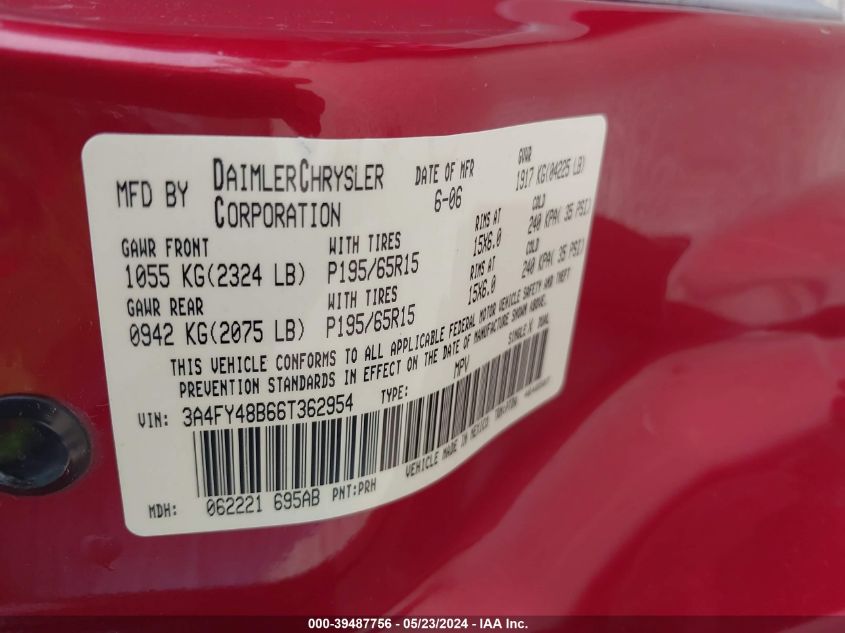 MFD BY DAIMLERCHRYSLER CORPORATION
DATE OF MFR 6-06
GVWR 1917 KG(04225 LB)
GAWR FRONT WITH TIRES RIMS AT COLD
1055 KG(2324 LB) P195/65R15 15X6.0 240 KPA( 35 PSI)
GAWR REAR WITH TIRES RIMS AT COLD
0942 KG(2075 LB) P195/65R15 15X6.0 240 KPA( 35 PSI)
THIS VEHICLE CONFORMS TO ALL APPLICABLE FEDERAL MOTOR VEHICLE SAFETY AND THEFT
PREVENTION STANDARDS IN EFFECT ON THE DATE OF MANUFACTURE SHOWN ABOVE.
VIN: 3A4FY48B66T362954 TYPE: MPV SINGLE X DUAL
VEHICLE MADE IN MEXICO
MDH: 062221 695AB PNT:PRH
000-39487756 - 05/23/2024 - IAA Inc.